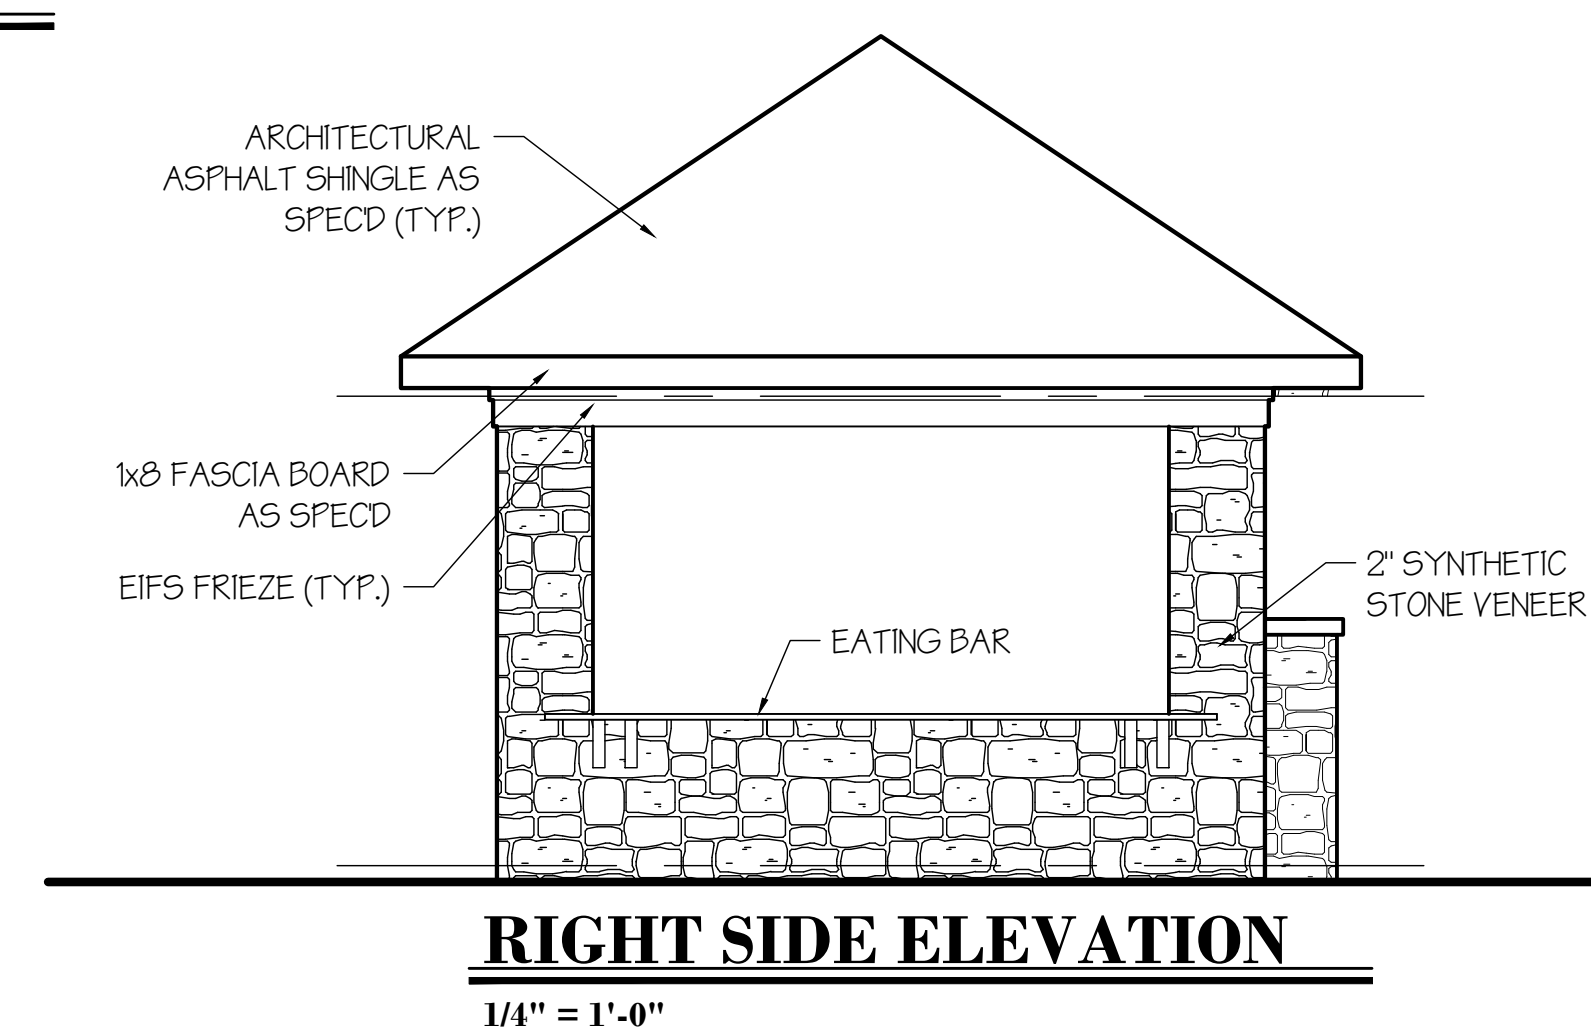 ARCHITECTURAL
ASPHALT SHINGLE AS
SPEC'D (TYP.)
1x8 FASCIA BOARD
AS SPEC'D
EIFS FRIEZE (TYP.)
2" SYNTHETIC
STONE VENEER
EATING BAR
RIGHT SIDE ELEVATION
1/4" = 1'-0"